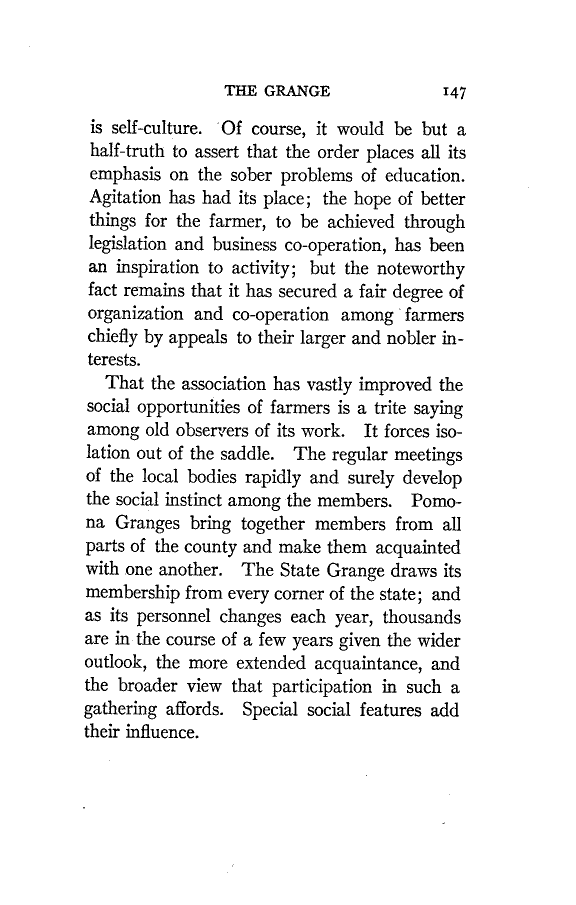 THE GRANGE 147
is self-culture. Of course, it would be but a
half-truth to assert that the order places all its
emphasis on the sober problems of education.
Agitation has had its place; the hope of better
things for the farmer, to be achieved through
legislation and business co-operation, has been
an inspiration to activity; but the noteworthy
fact remains that it has secured a fair degree of
organization and co-operation among farmers
chiefly by appeals to their larger and nobler in-
terests.
That the association has vastly improved the
social opportunities of farmers is a trite saying
among old observers of its work. It forces iso-
lation out of the saddle. The regular meetings
of the local bodies rapidly and surely develop
the social instinct among the members. Pomo-
na Granges bring together members from all
parts of the county and make them acquainted
with one another. The State Grange draws its
membership from every corner of the state; and
as its personnel changes each year, thousands
are in the course of a few years given the wider
outlook, the more extended acquaintance, and
the broader view that participation in such a
gathering affords. Special social features add
their influence.